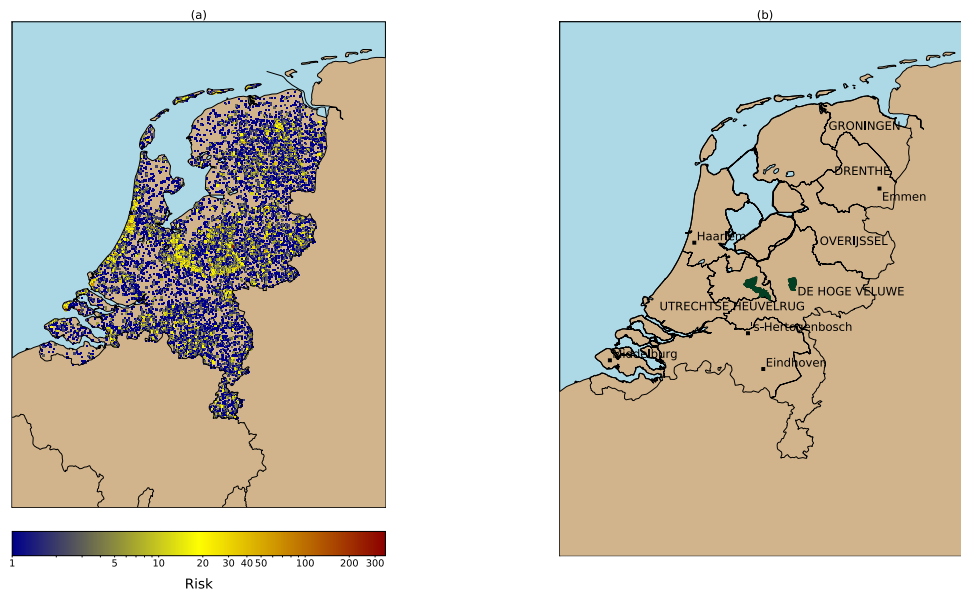 (a)
(b)
GRONINGEN
DRENTHE
Emmen
Haarlem
OVERIJSSEL
DE HOGE VELUWE
UTRECHTSE HEUVELRUG
's-Hertogenbosch
Middelburg
Eindhoven
1 5 10 20 30 40 50 100 200 300
Risk